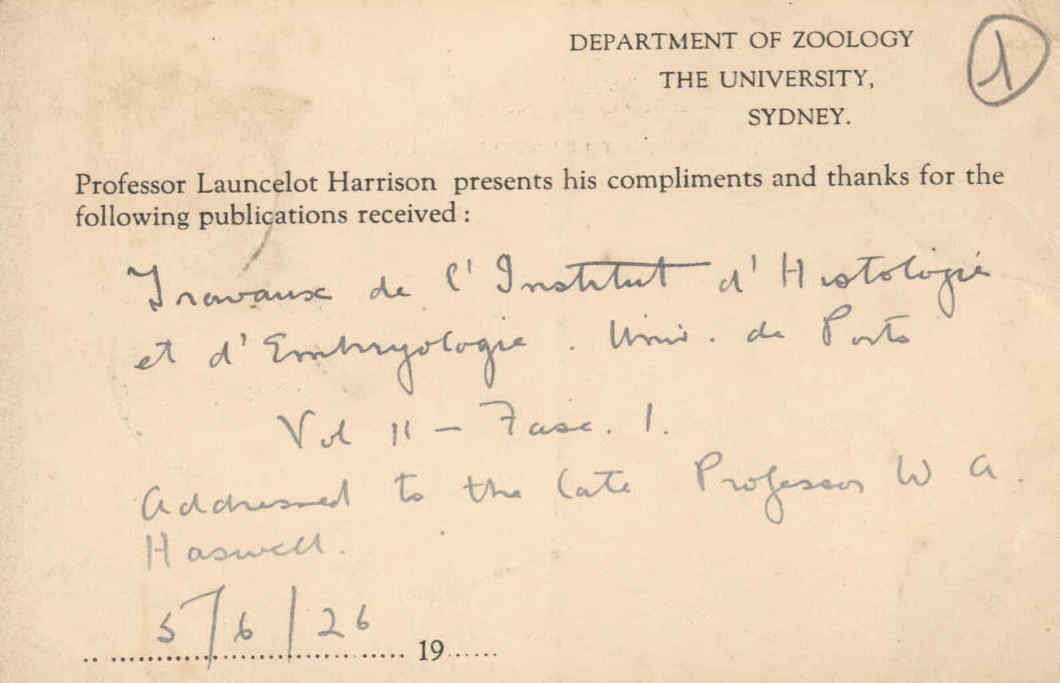 DEPARTMENT OF ZOOLOGY
THE UNIVERSITY,
SYDNEY.
1
Professor Launcelot Harrison presents his compliments and thanks for the
following publications received :
Travaux de l'Institut d'Histologie
et d'Embryologie. Univ. de Porto
Vol II — Fasc. 1.
Addressed to the late Professor W A.
Haswell.
5/6/26
19